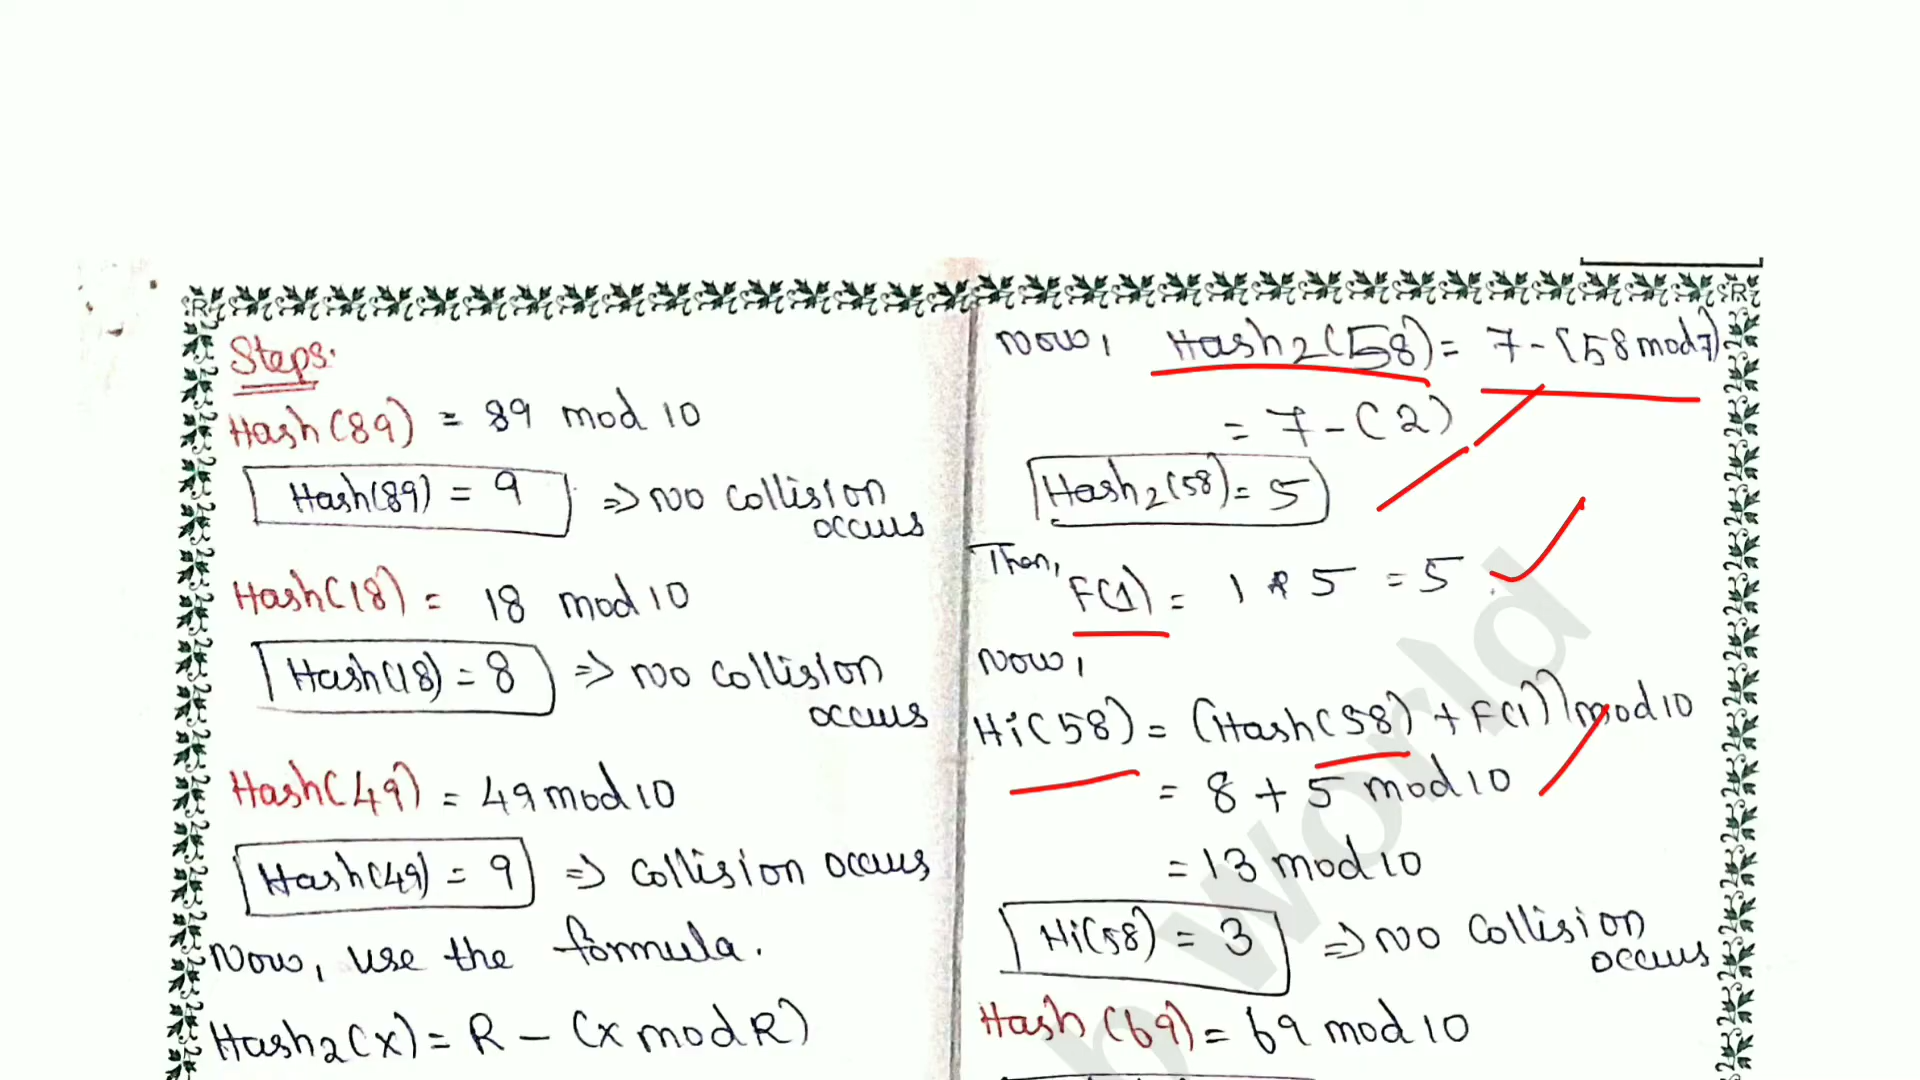 Steps:
Hash(89) = 89 mod 10
Hash(89) = 9 => No collision
occurs
Hash(18) = 18 mod 10
Hash(18) = 8 => No collision
occurs
Hash(49) = 49 mod 10
Hash(49) = 9 => Collision occurs
Now, use the formula.
Hash₂(x) = R - (x mod R)
Now, Hash₂(58) = 7 - (58 mod 7)
= 7 - (2)
Hash₂(58) = 5
Then,
F(1) = 1 * 5 = 5
Now,
Hi(58) = (Hash(58) + F(1)) mod 10
= 8 + 5 mod 10
= 13 mod 10
Hi(58) = 3 => No collision
occurs
Hash (69) = 69 mod 10
world